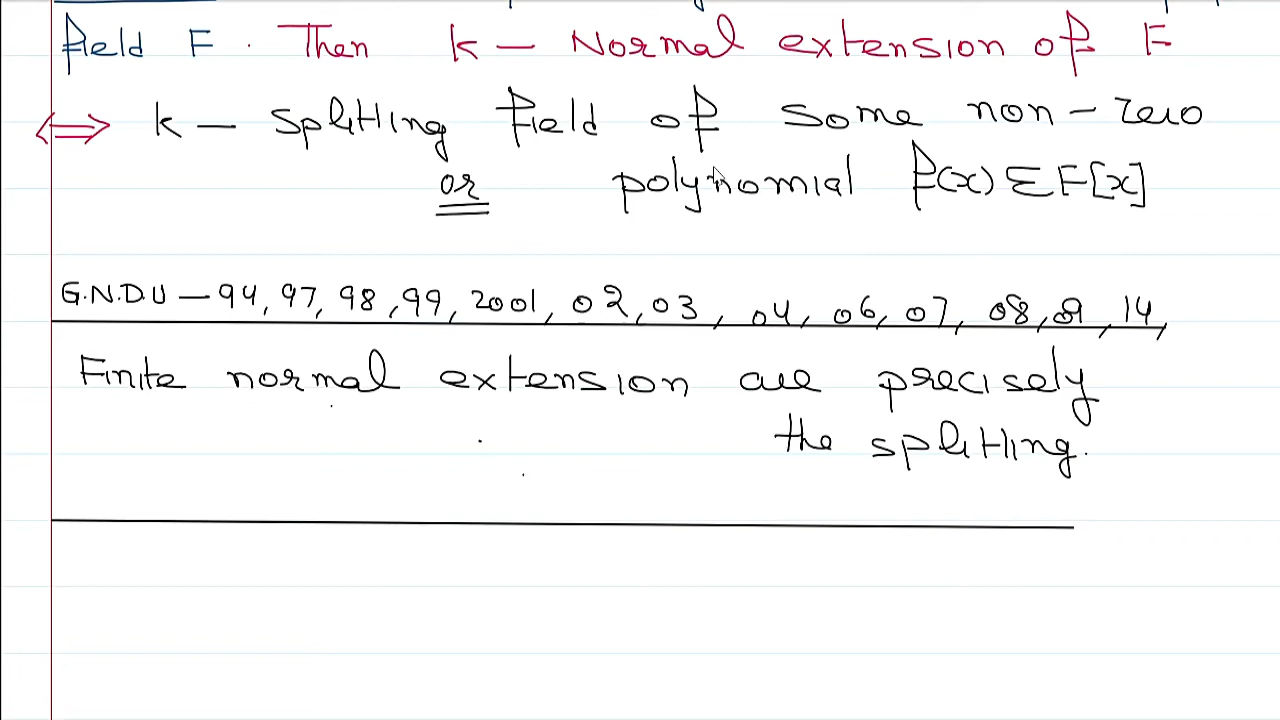 field F. Then k - Normal extension of F
⟺ k - splitting field of some non-zero
or polynomial f(x) ∈ F[x]
G.N.D.U - 94, 97, 98, 99, 2001, 02, 03, 04, 06, 07, 08, 09, 14,
Finite normal extension are precisely
the splitting.